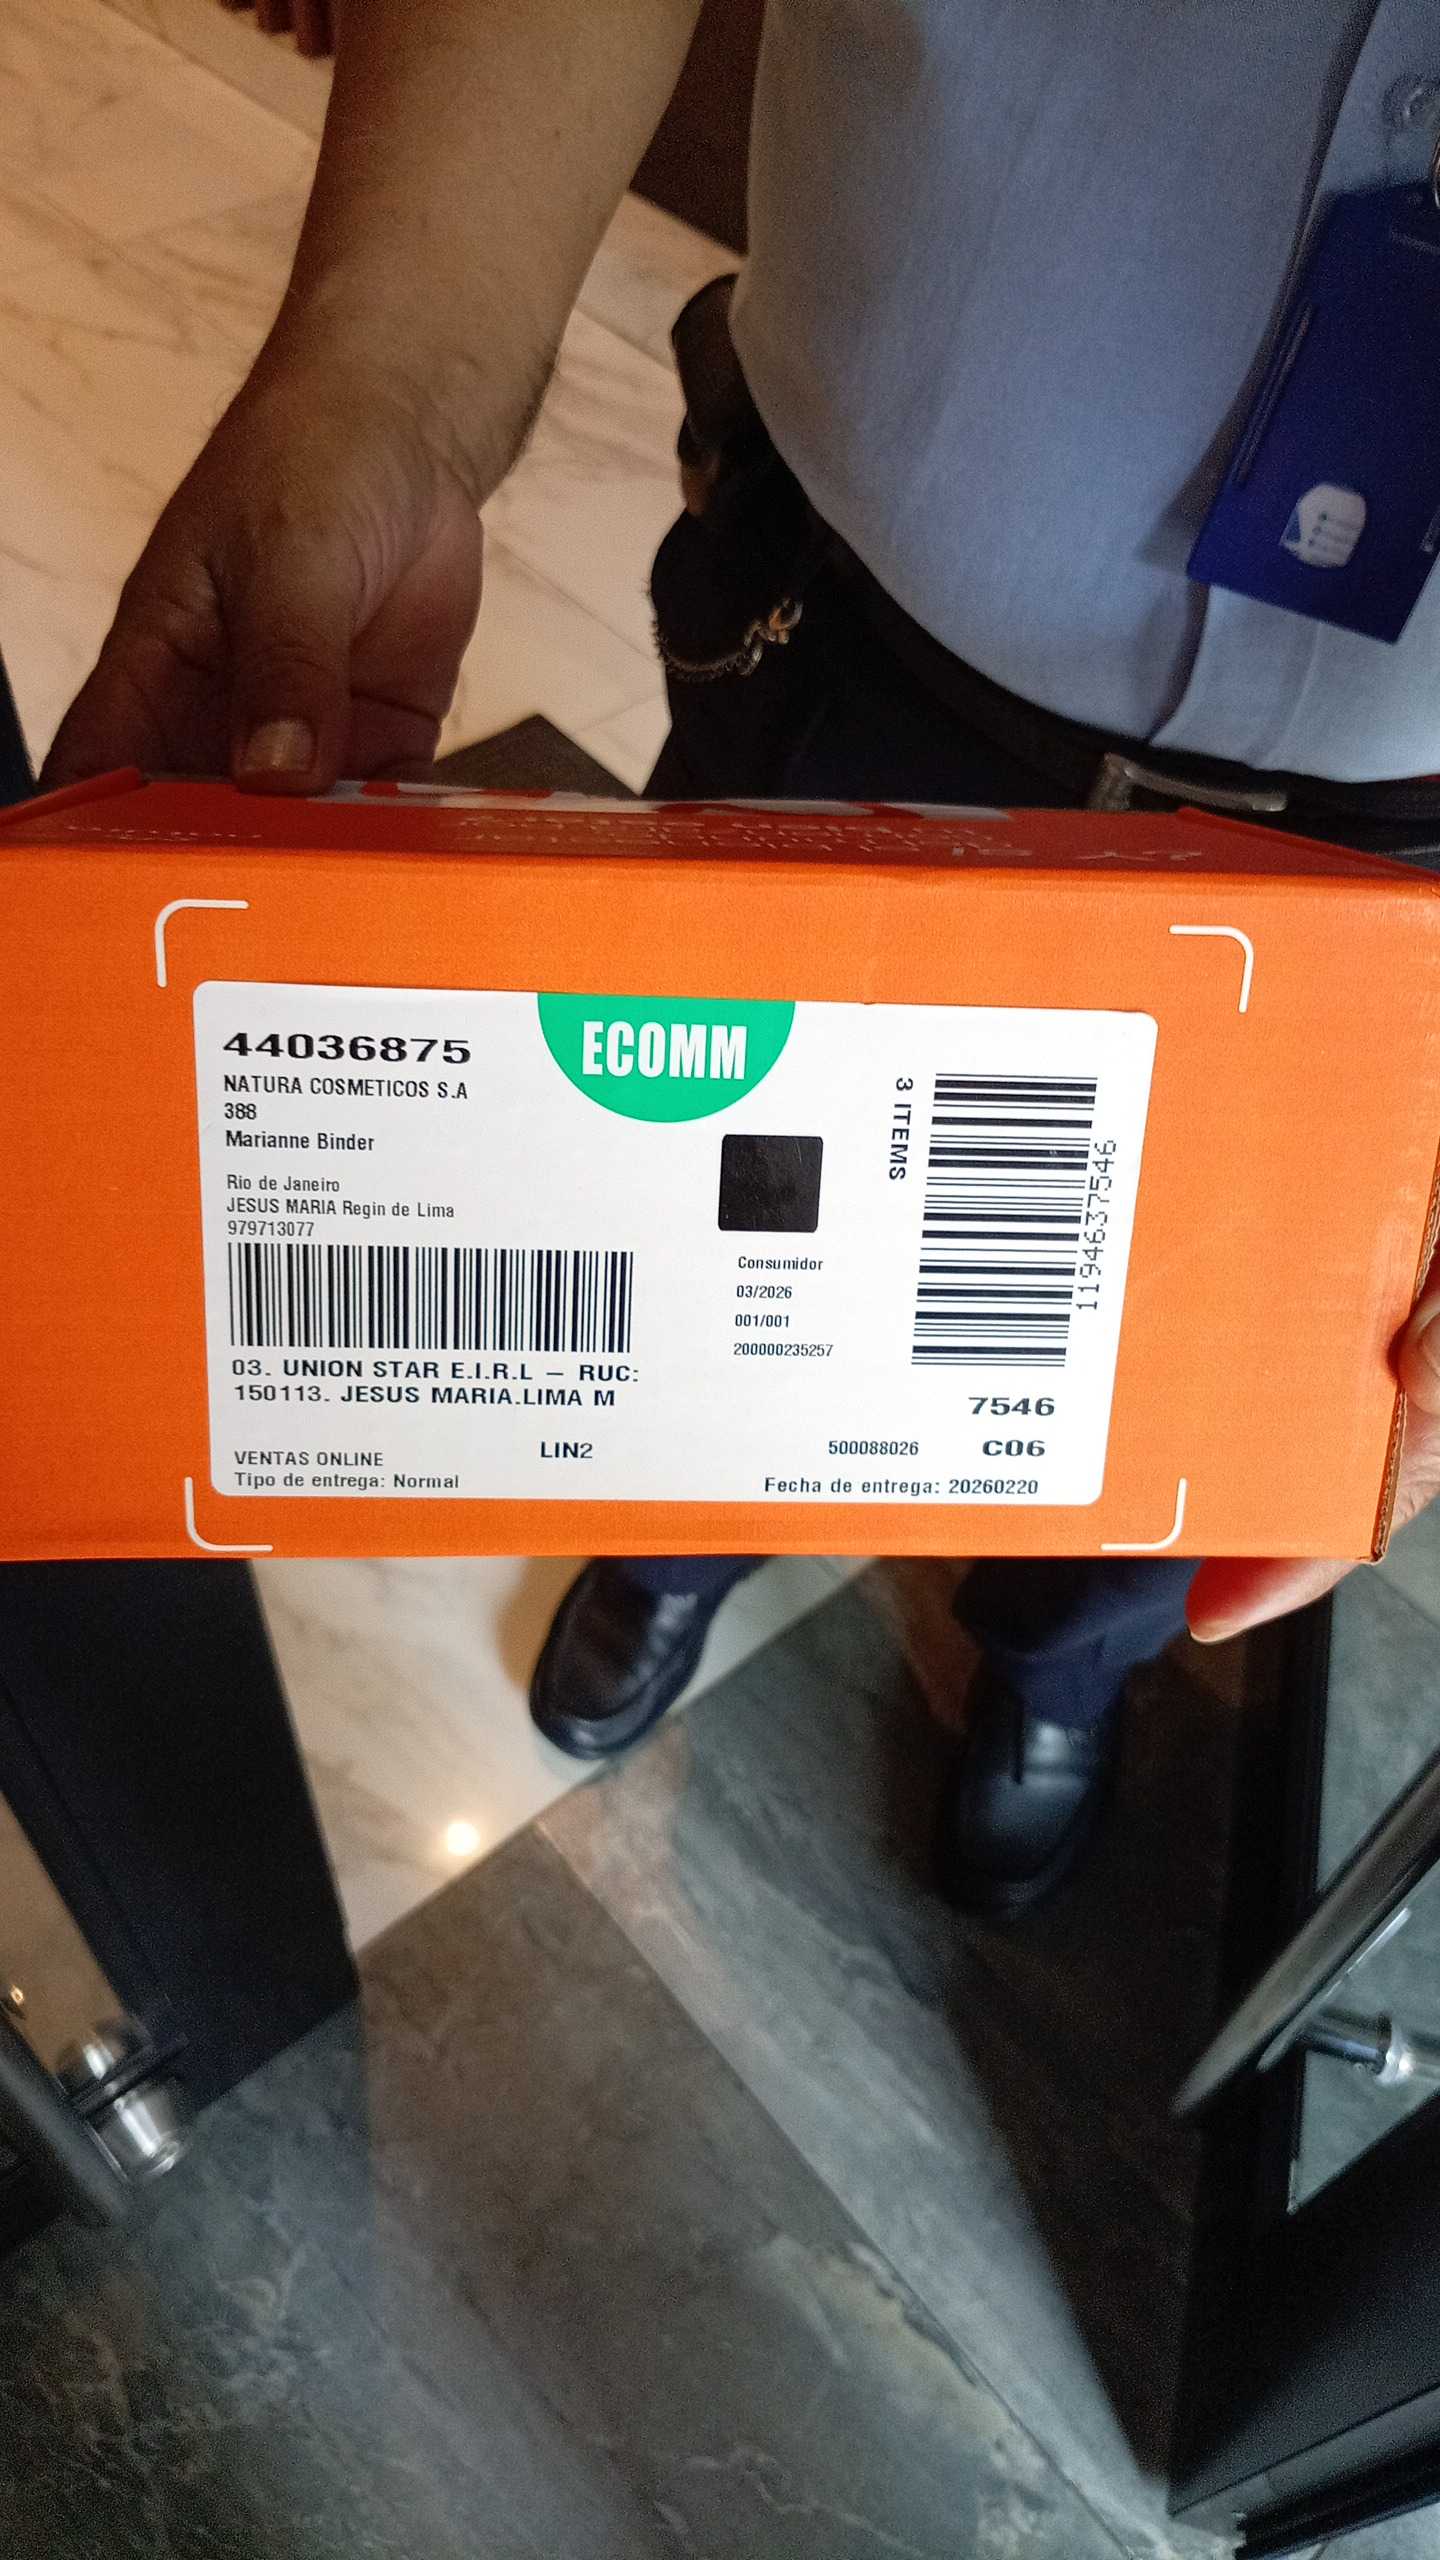 44036875
NATURA COSMETICOS S.A
388
Marianne Binder
Rio de Janeiro
JESUS MARIA Regin de Lima
979713077
03. UNION STAR E.I.R.L — RUC:
150113. JESUS MARIA.LIMA M
VENTAS ONLINE
Tipo de entrega: Normal
LIN2
ECOMM
Consumidor
03/2026
001/001
200000235257
3 ITEMS
1194637546
7546
500088026
C06
Fecha de entrega: 20260220